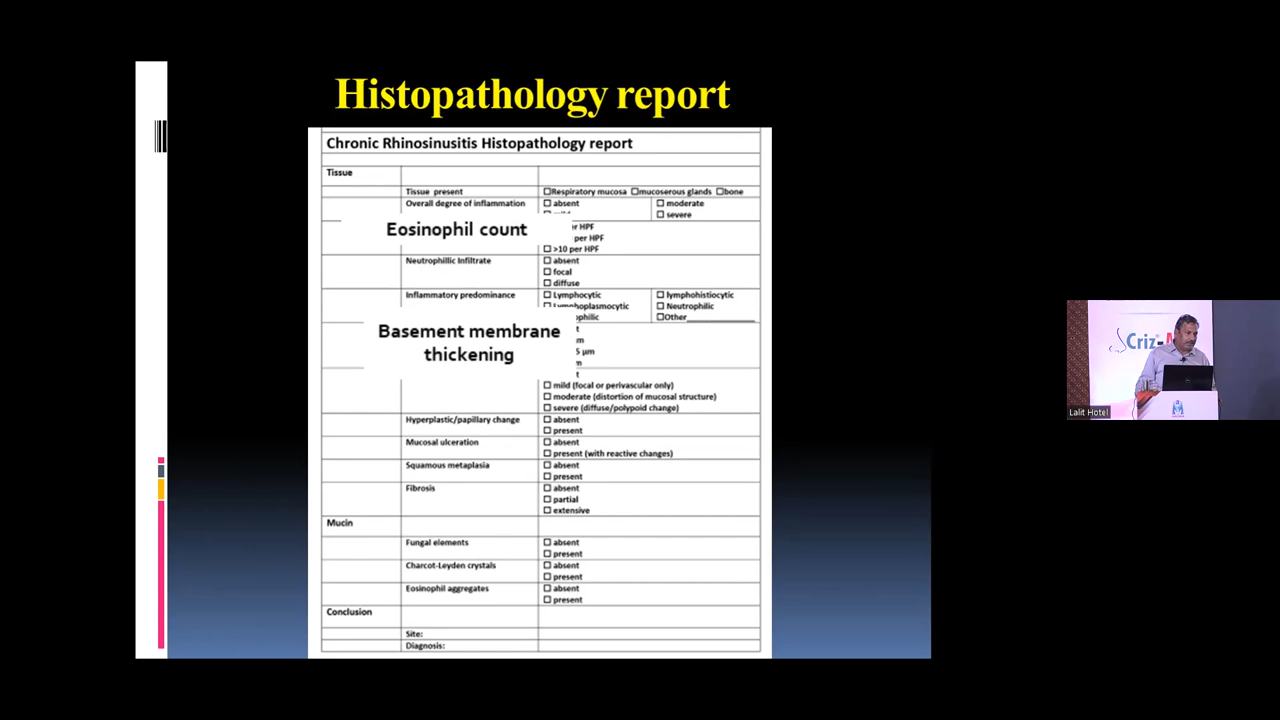 Histopathology report
Chronic Rhinosinusitis Histopathology report
Tissue
Tissue present ☐Respiratory mucosa ☐mucoserous glands ☐bone
Overall degree of inflammation ☐ absent ☐ moderate
☐ severe
Eosinophil count
per HPF
☐ >10 per HPF
Neutrophillic Infiltrate ☐ absent
☐ focal
☐ diffuse
Inflammatory predominance ☐ Lymphocytic ☐ lymphohistiocytic
☐ Lymphoplasmocytic ☐ Neutrophilic
☐Other
Basement membrane
thickening
µm
☐ mild (focal or perivascular only)
☐ moderate (distortion of mucosal structure)
☐ severe (diffuse/polypoid change)
Hyperplastic/papillary change ☐ absent
☐ present
Mucosal ulceration ☐ absent
☐ present (with reactive changes)
Squamous metaplasia ☐ absent
☐ present
Fibrosis ☐ absent
☐ partial
☐ extensive
Mucin
Fungal elements ☐ absent
☐ present
Charcot-Leyden crystals ☐ absent
☐ present
Eosinophil aggregates ☐ absent
☐ present
Conclusion
Site:
Diagnosis:
Criz
Lalit Hotel